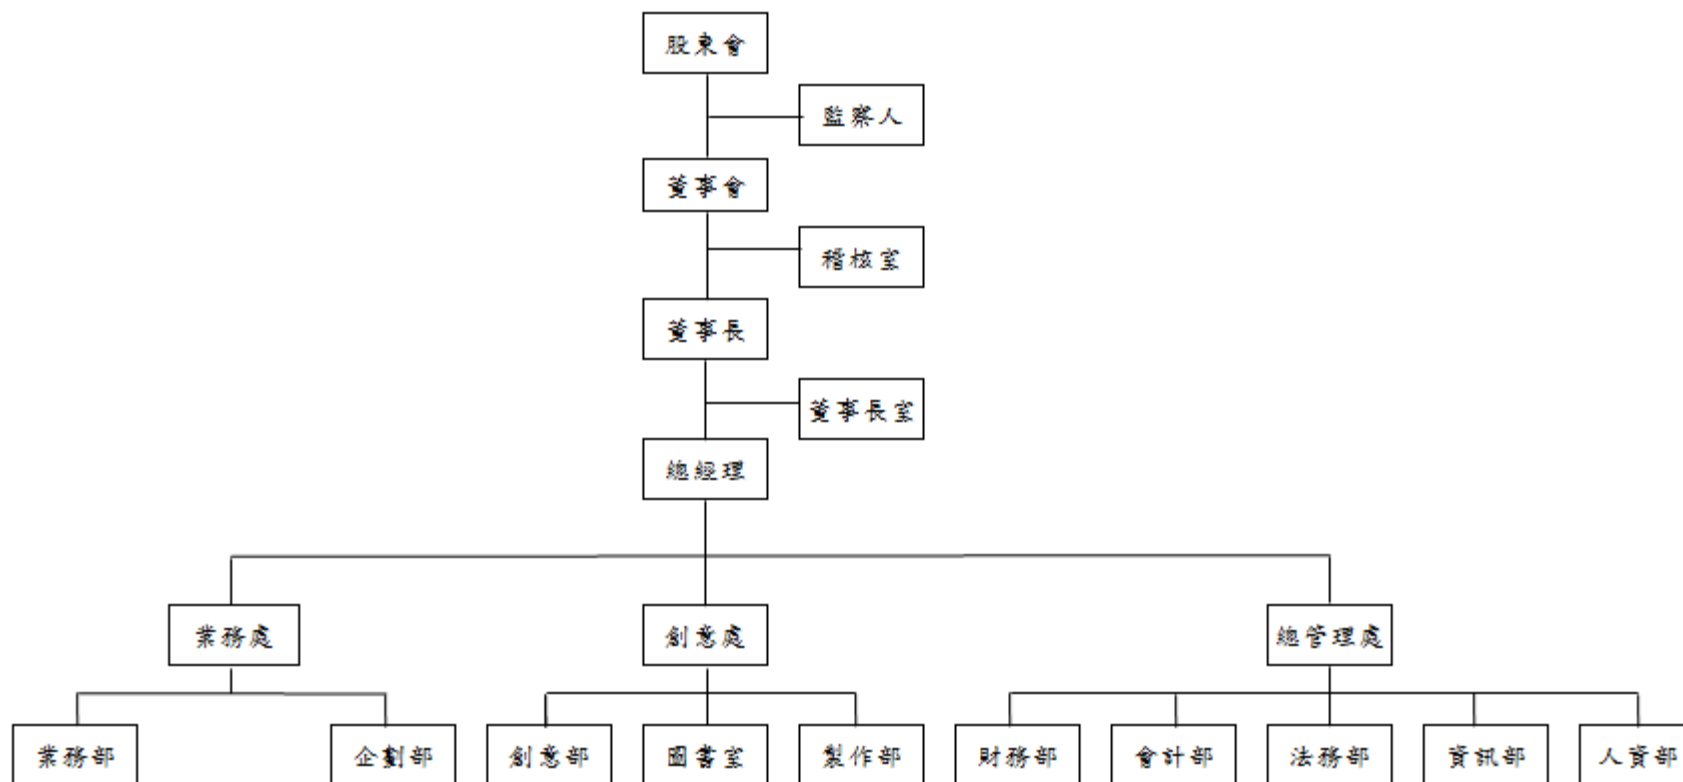 股東會
監察人
董事會
稽核室
董事長
董事長室
總經理
業務處
創意處
總管理處
業務部
企劃部
創意部
圖書室
製作部
財務部
會計部
法務部
資訊部
人資部